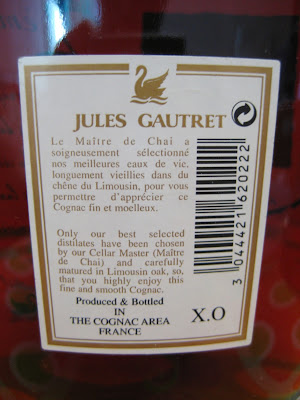 JULES GAUTRET
Le Maître de Chai a
soigneusement sélectionné
nos meilleures eaux de vie,
longuement vieillies dans du
chêne du Limousin, pour vous
permettre d'apprécier ce
Cognac fin et moelleux.
Only our best selected
distilates have been chosen
by our Cellar Master (Maître
de Chai) and carefully
matured in Limousin oak, so,
that you highly enjoy this
fine and smooth Cognac.
Produced & Bottled
IN
THE COGNAC AREA
FRANCE
X.O
3 044421 620222